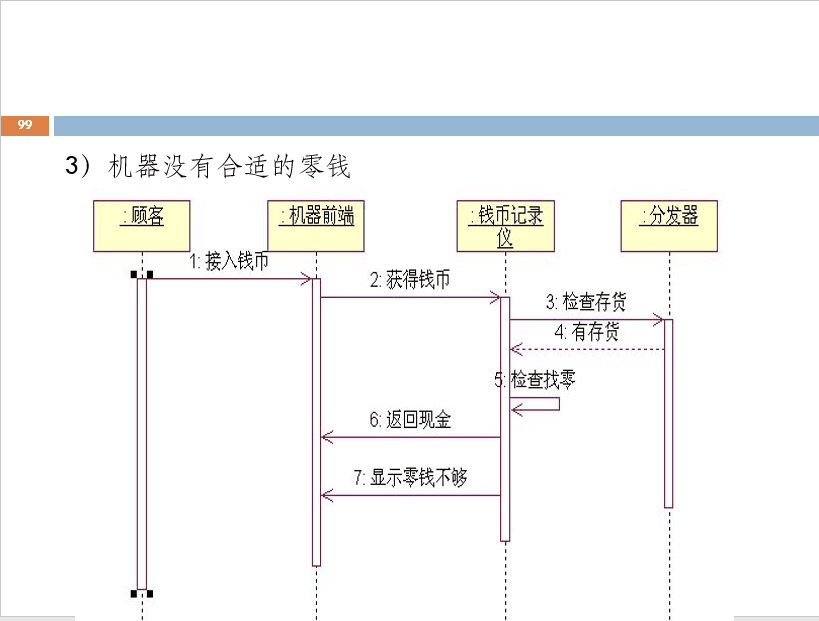 99
3）机器没有合适的零钱
: 顾客
: 机器前端
: 钱币记录
仪
: 分发器
1: 接入钱币
2: 获得钱币
3: 检查存货
4: 有存货
5: 检查找零
6: 返回现金
7: 显示零钱不够